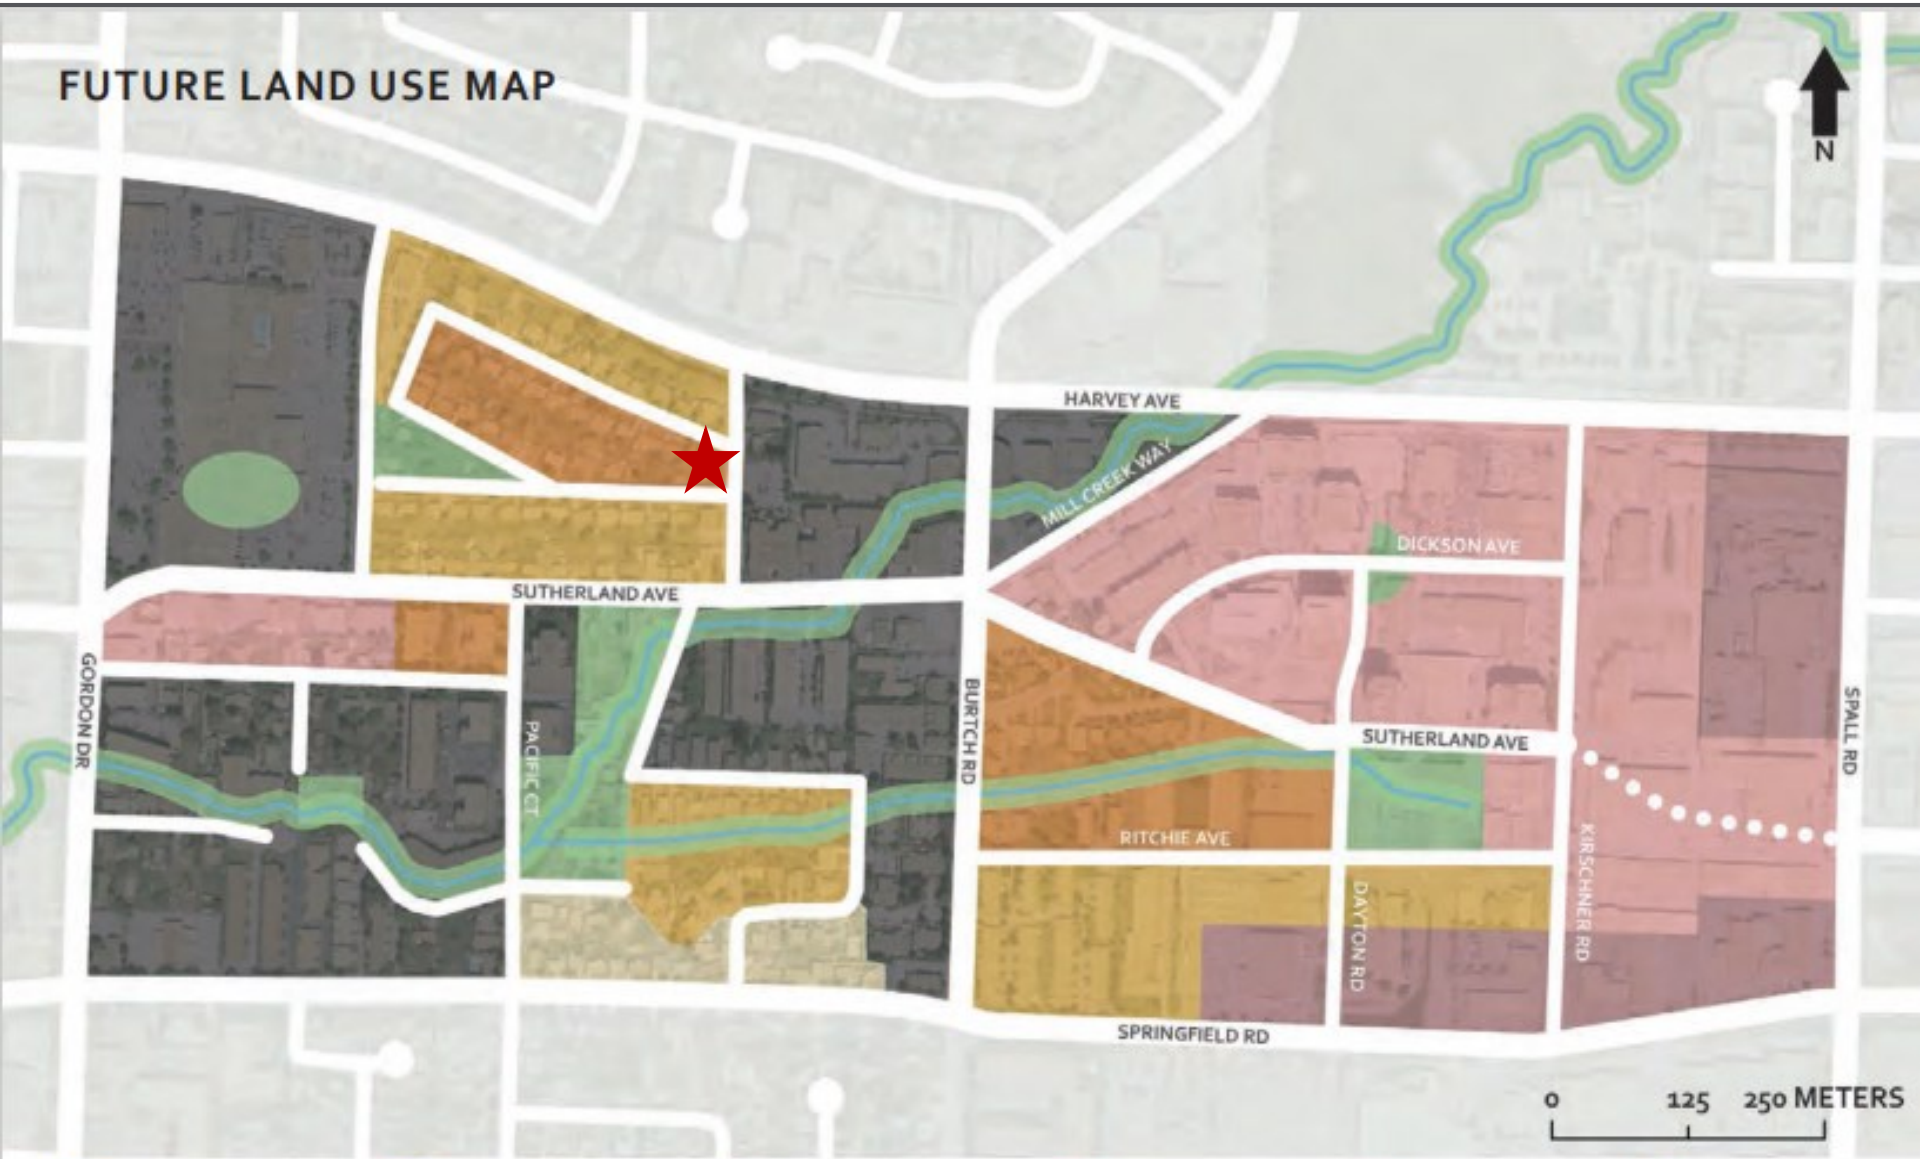 FUTURE LAND USE MAP
N
HARVEY AVE
MILL CREEK WAY
DICKSON AVE
SUTHERLAND AVE
GORDON DR
PACIFIC CT
BURTCH RD
SUTHERLAND AVE
SPALL RD
RITCHIE AVE
KIRSCHNER RD
DAYTON RD
SPRINGFIELD RD
0 125 250 METERS